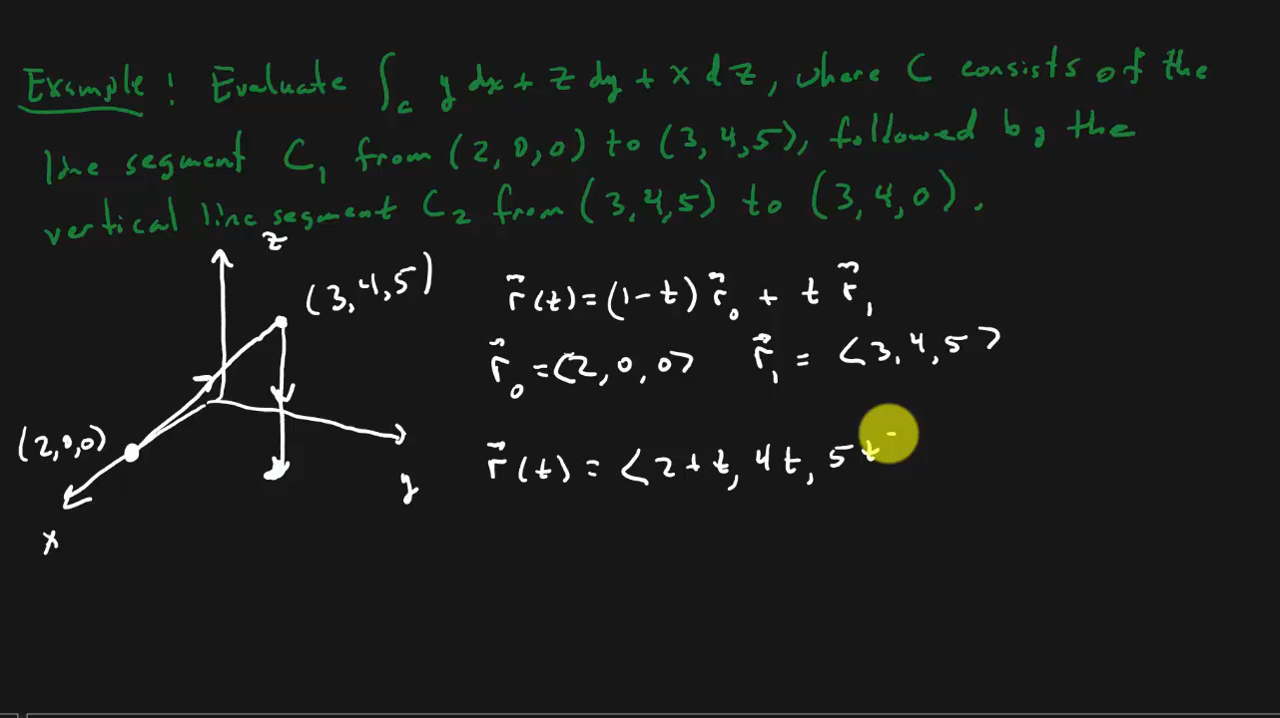 Example! Evaluate ∫_C y dx + z dy + x dz, where C consists of the
line segment C₁ from (2, 0, 0) to (3, 4, 5), followed by the
vertical line segment C₂ from (3, 4, 5) to (3, 4, 0).
z
(3, 4, 5)
(2, 0, 0)
y
x
r⃗(t) = (1 - t) r⃗₀ + t r⃗₁
r⃗₀ = ⟨2, 0, 0⟩ r⃗₁ = ⟨3, 4, 5⟩
r⃗(t) = ⟨2 + t, 4t, 5t